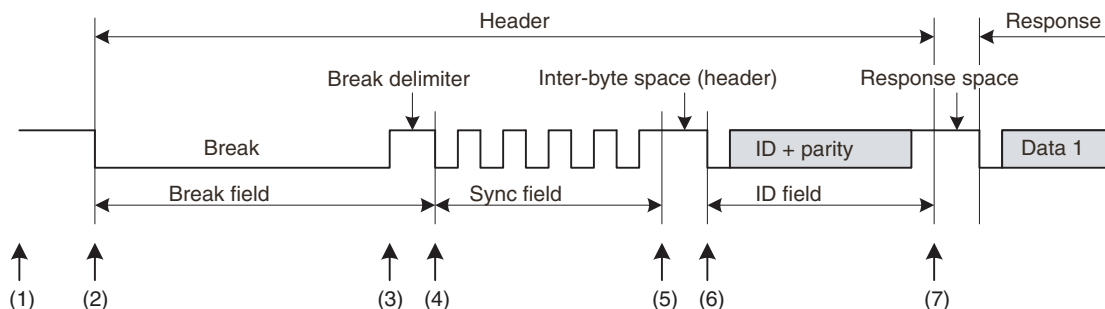 Header
Response
Break delimiter
Inter-byte space (header)
Response space
Break
ID + parity
Data 1
Break field
Sync field
ID field
(1)
(2)
(3)
(4)
(5)
(6)
(7)